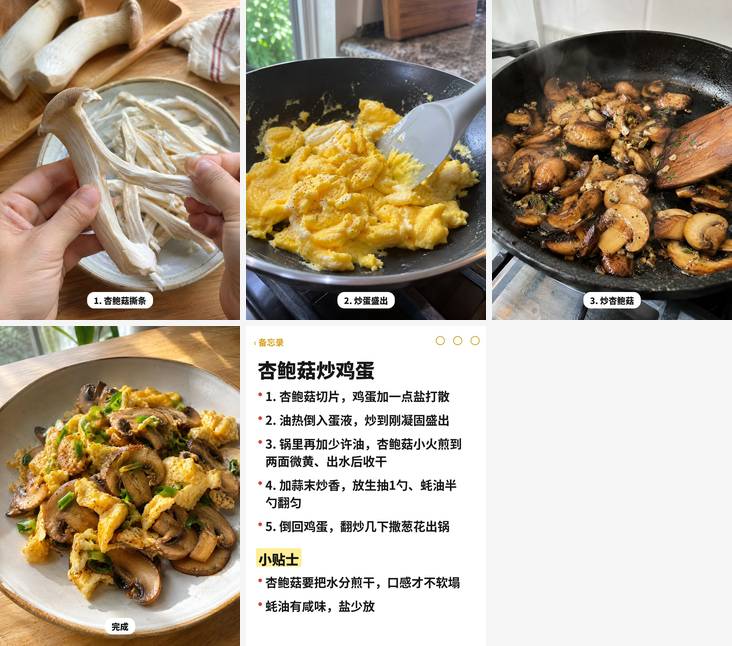 1. 杏鲍菇撕条
2. 炒蛋盛出
3. 炒杏鲍菇
完成
‹ 备忘录
杏鲍菇炒鸡蛋
1. 杏鲍菇切片，鸡蛋加一点盐打散
2. 油热倒入蛋液，炒到刚凝固盛出
3. 锅里再加少许油，杏鲍菇小火煎到
两面微黄、出水后收干
4. 加蒜末炒香，放生抽1勺、蚝油半
勺翻匀
5. 倒回鸡蛋，翻炒几下撒葱花出锅
小贴士
杏鲍菇要把水分煎干，口感才不软塌
蚝油有咸味，盐少放